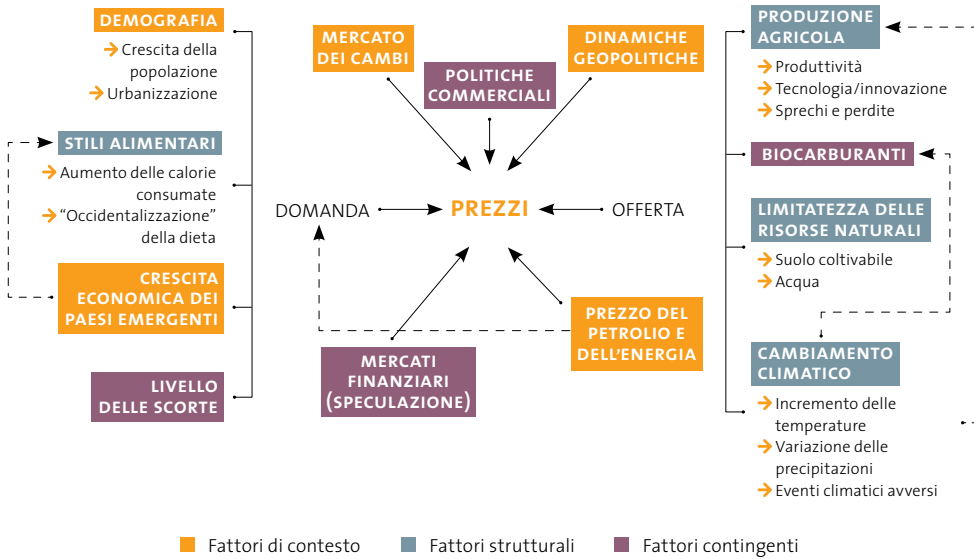 DEMOGRAFIA
→ Crescita della
popolazione
→ Urbanizzazione
STILI ALIMENTARI
→ Aumento delle calorie
consumate
→ “Occidentalizzazione”
della dieta
CRESCITA
ECONOMICA DEI
PAESI EMERGENTI
LIVELLO
DELLE SCORTE
MERCATO
DEI CAMBI
POLITICHE
COMMERCIALI
DINAMICHE
GEOPOLITICHE
DOMANDA
PREZZI
OFFERTA
MERCATI
FINANZIARI
(SPECULAZIONE)
PREZZO DEL
PETROLIO E
DELL’ENERGIA
PRODUZIONE
AGRICOLA
→ Produttività
→ Tecnologia/innovazione
→ Sprechi e perdite
BIOCARBURANTI
LIMITATEZZA DELLE
RISORSE NATURALI
→ Suolo coltivabile
→ Acqua
CAMBIAMENTO
CLIMATICO
→ Incremento delle
temperature
→ Variazione delle
precipitazioni
→ Eventi climatici avversi
Fattori di contesto
Fattori strutturali
Fattori contingenti